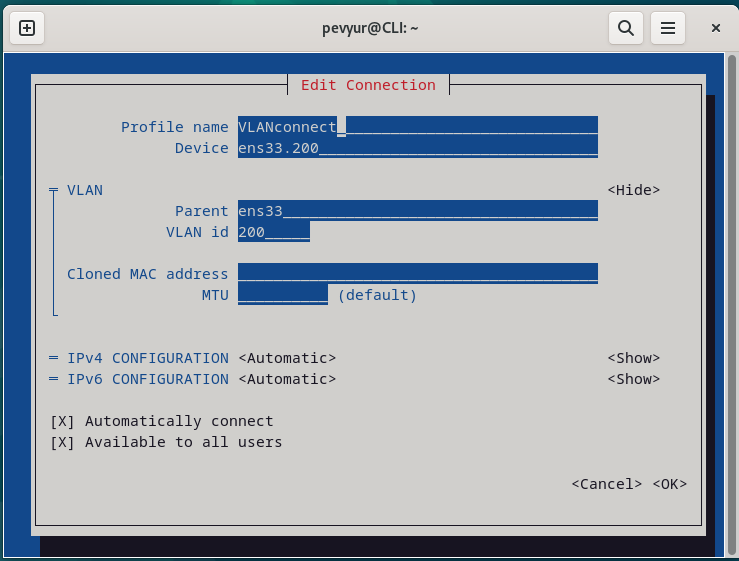 pevyur@CLI: ~
Edit Connection
Profile name VLANconnect
Device ens33.200
VLAN <Hide>
Parent ens33
VLAN id 200
Cloned MAC address
MTU (default)
IPv4 CONFIGURATION <Automatic> <Show>
IPv6 CONFIGURATION <Automatic> <Show>
[X] Automatically connect
[X] Available to all users
<Cancel> <OK>